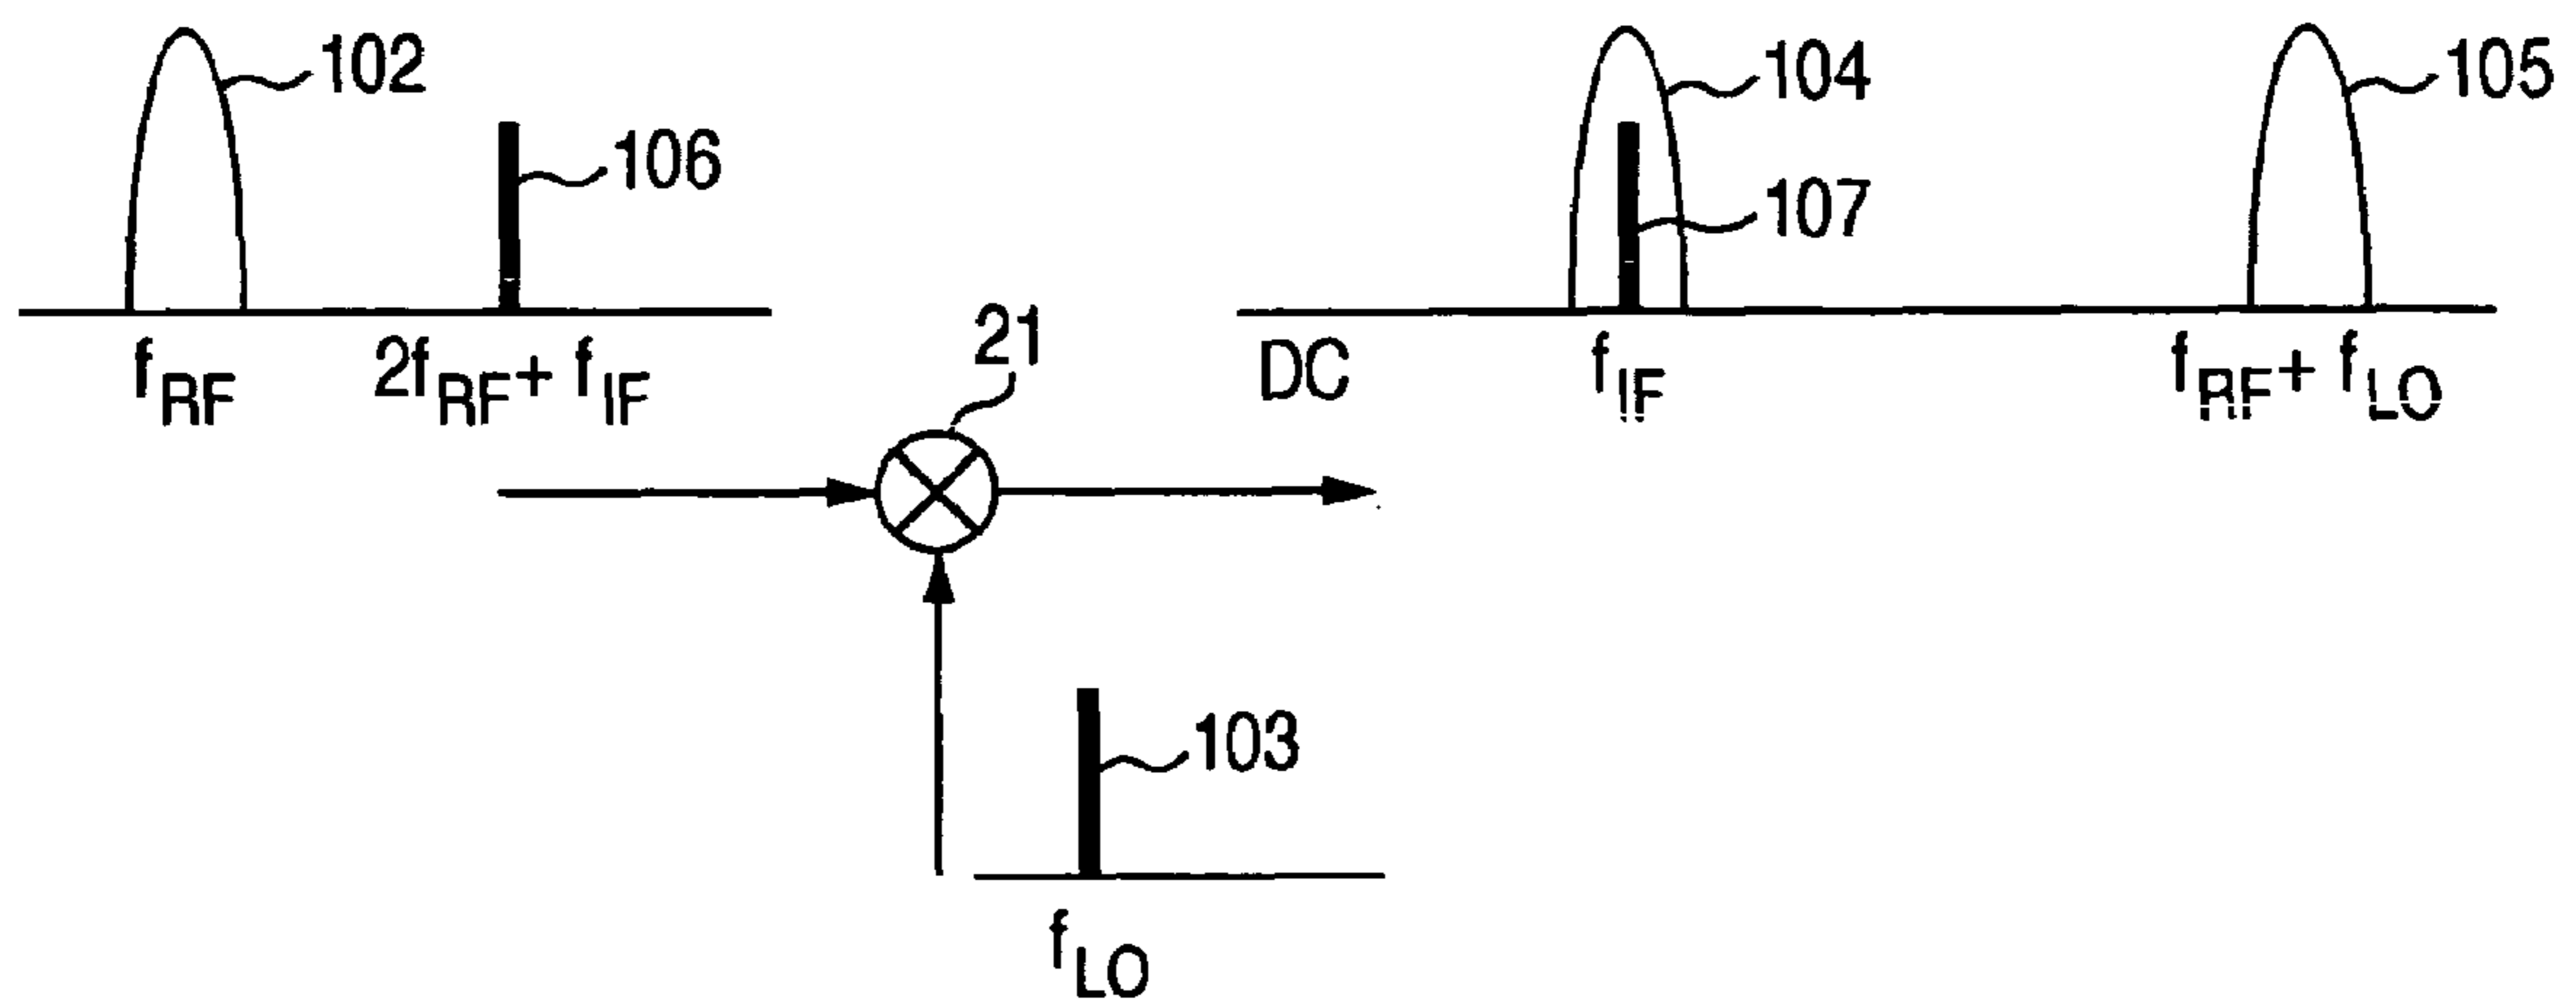 102
106
104
107
105
f_RF
2f_RF + f_IF
21
DC
f_IF
f_RF + f_LO
103
f_LO